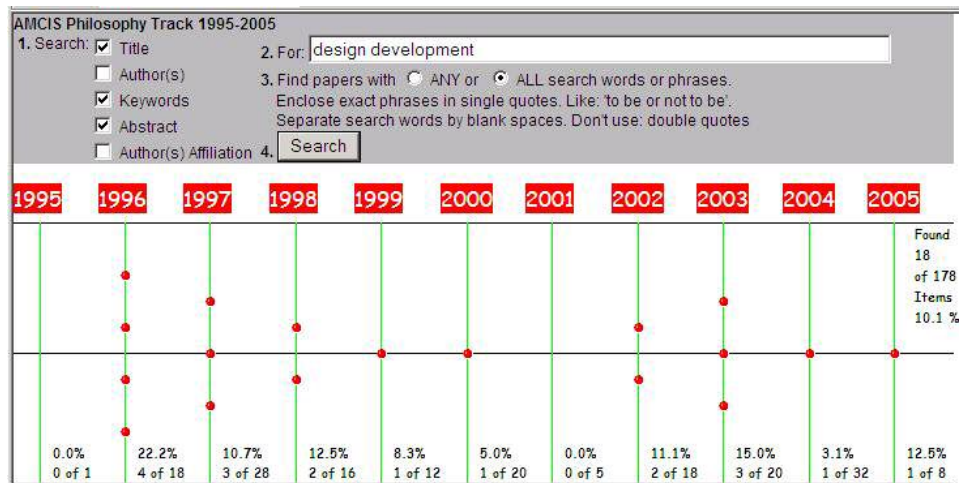 AMCIS Philosophy Track 1995-2005
1. Search: Title
Author(s)
Keywords
Abstract
Author(s) Affiliation
2. For: design development
3. Find papers with ANY or ALL search words or phrases.
Enclose exact phrases in single quotes. Like: 'to be or not to be'.
Separate search words by blank spaces. Don't use: double quotes
4. Search
1995 1996 1997 1998 1999 2000 2001 2002 2003 2004 2005
Found
18
of 178
Items
10.1 %
0.0% 22.2% 10.7% 12.5% 8.3% 5.0% 0.0% 11.1% 15.0% 3.1% 12.5%
0 of 1 4 of 18 3 of 28 2 of 16 1 of 12 1 of 20 0 of 5 2 of 18 3 of 20 1 of 32 1 of 8